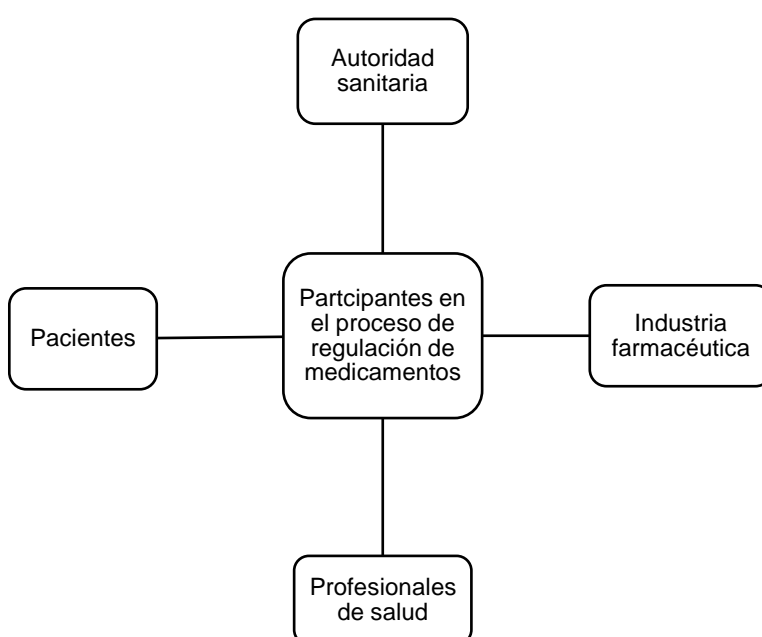 Autoridad
sanitaria
Partcipantes en
el proceso de
regulación de
medicamentos
Pacientes
Industria
farmacéutica
Profesionales
de salud